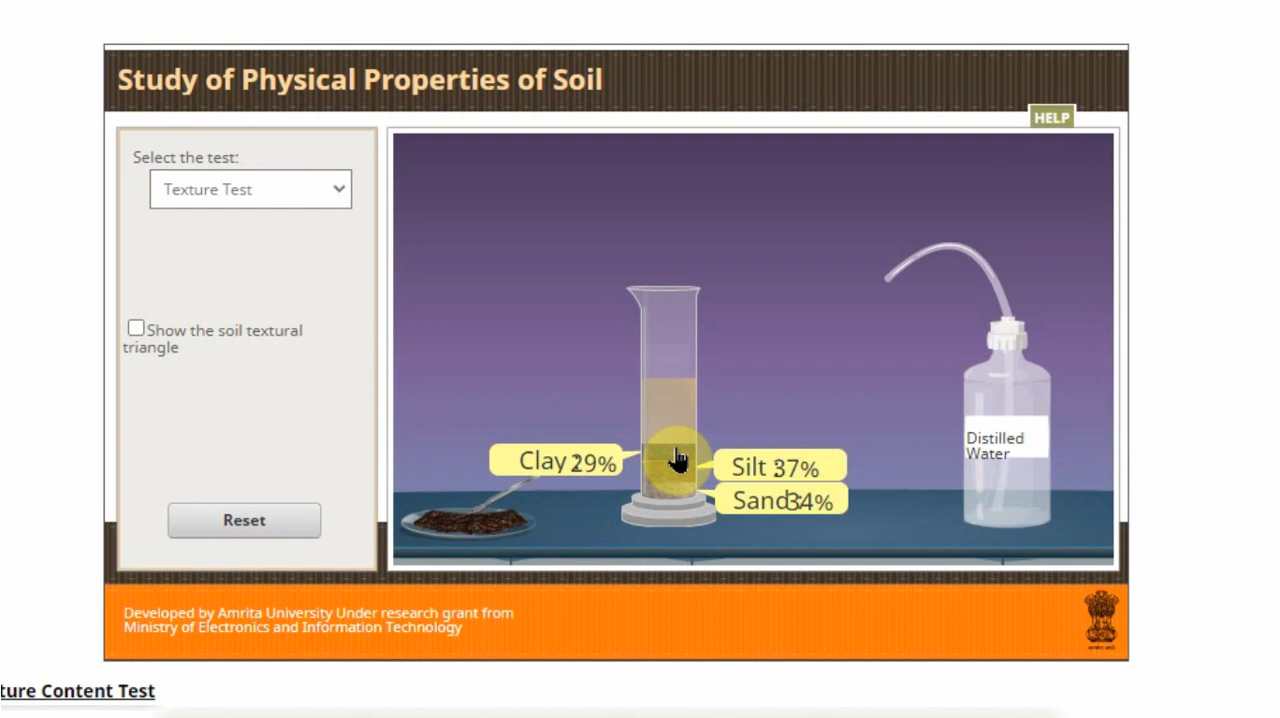 Study of Physical Properties of Soil
HELP
Select the test:
Texture Test
Show the soil textural
triangle
Reset
Clay 29%
Silt 37%
Sand 34%
Distilled
Water
Developed by Amrita University Under research grant from
Ministry of Electronics and Information Technology
ture Content Test